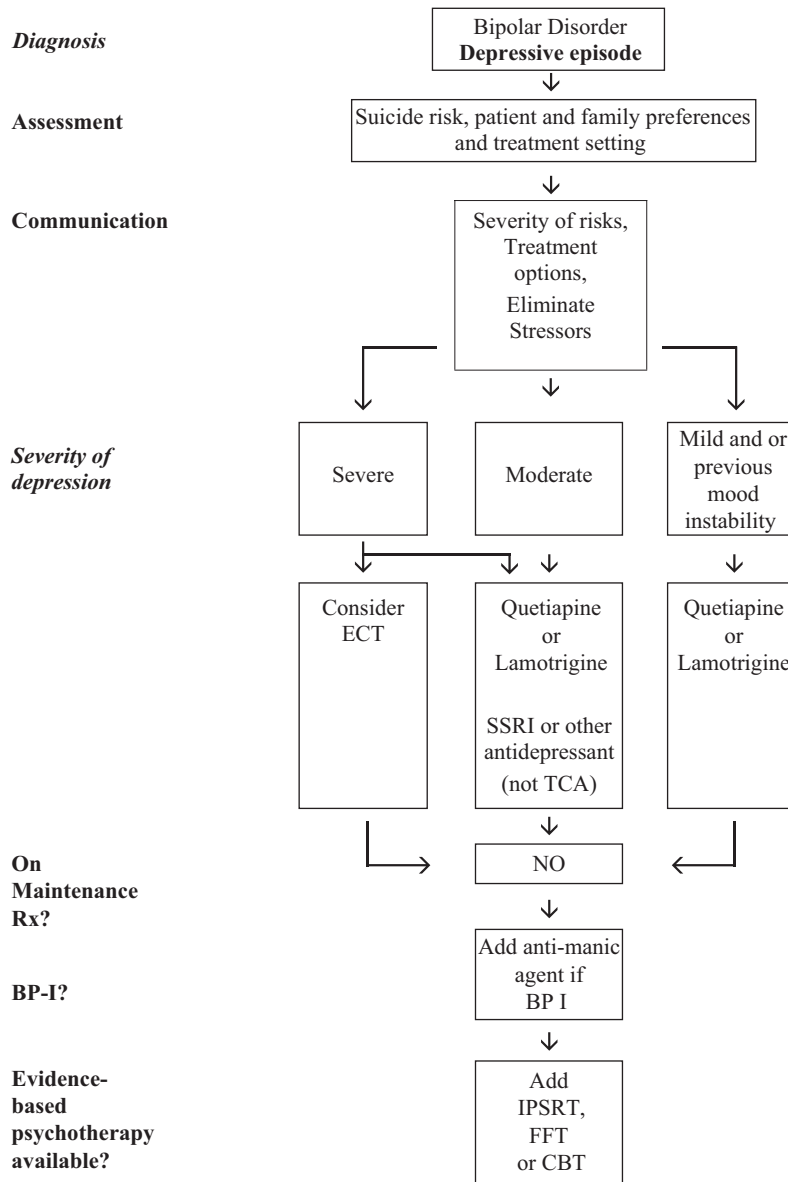 Diagnosis
Bipolar Disorder
Depressive episode
Assessment
Suicide risk, patient and family preferences
and treatment setting
Communication
Severity of risks,
Treatment
options,
Eliminate
Stressors
Severity of
depression
Severe
Moderate
Mild and or
previous
mood
instability
Consider
ECT
Quetiapine
or
Lamotrigine
SSRI or other
antidepressant
(not TCA)
Quetiapine
or
Lamotrigine
On
Maintenance
Rx?
NO
BP-I?
Add anti-manic
agent if
BP I
Evidence-
based
psychotherapy
available?
Add
IPSRT,
FFT
or CBT